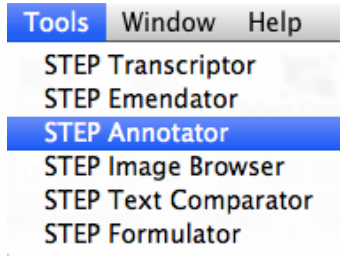 Tools Window Help
STEP Transcriptor
STEP Emendator
STEP Annotator
STEP Image Browser
STEP Text Comparator
STEP Formulator